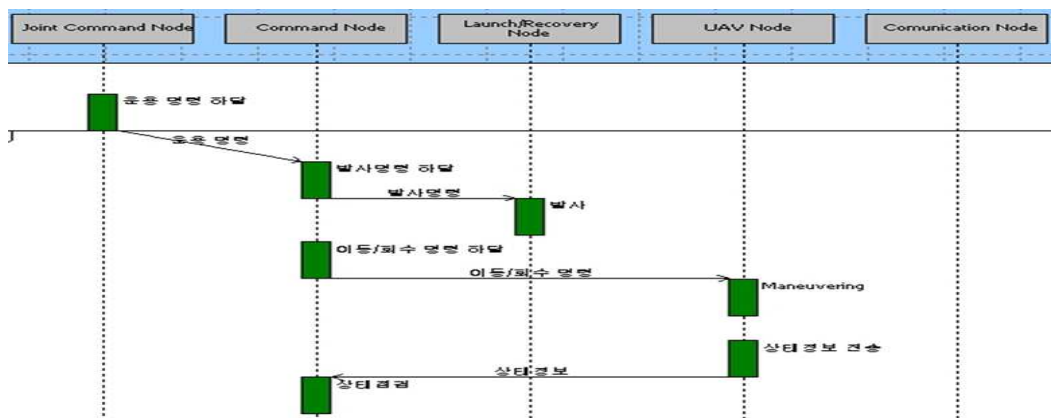 Joint Command Node
Command Node
Launch/Recovery
Node
UAV Node
Comunication Node
운용 명령 하달
운용 명령
발사명령 하달
발사명령
발사
이동/회수 명령 하달
이동/회수 명령
Maneuvering
상태정보 전송
상태정보
상태점검